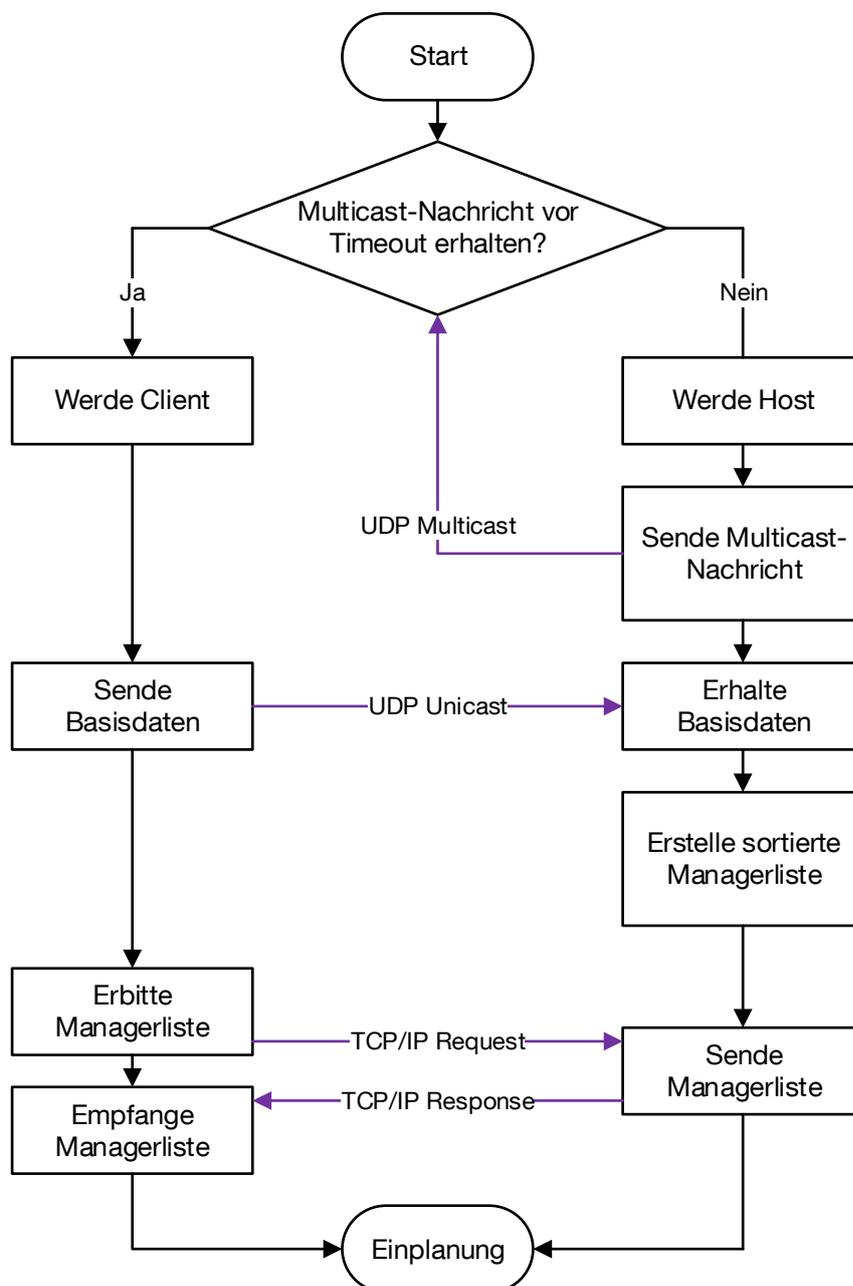 Start
Multicast-Nachricht vor
Timeout erhalten?
Ja
Nein
Werde Client
Werde Host
UDP Multicast
Sende Multicast-
Nachricht
Sende
Basisdaten
UDP Unicast
Erhalte
Basisdaten
Erstelle sortierte
Managerliste
Erbitte
Managerliste
TCP/IP Request
Sende
Managerliste
TCP/IP Response
Empfange
Managerliste
Einplanung